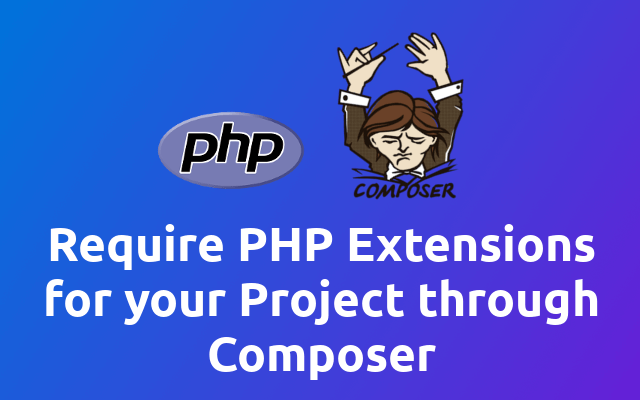 php
COMPOSER
Require PHP Extensions
for your Project through
Composer